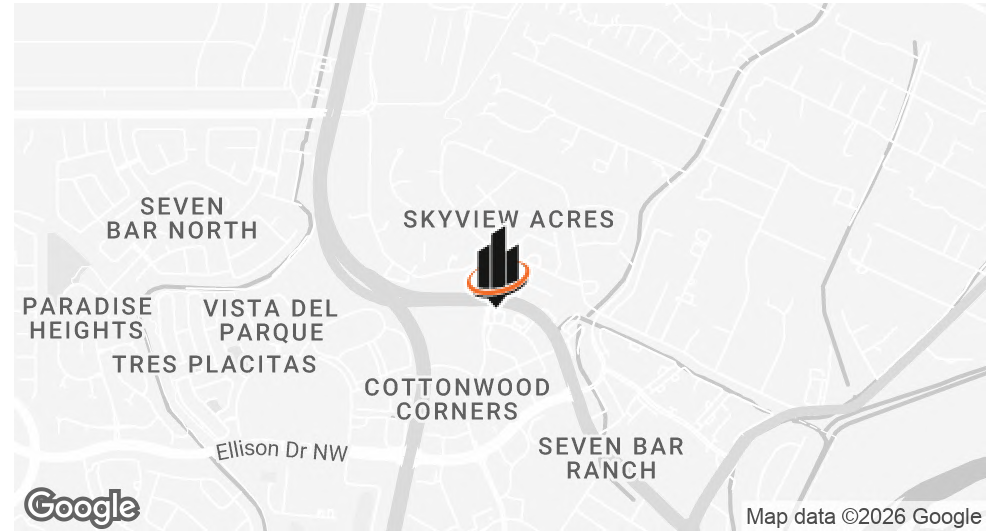 SEVEN
BAR NORTH
SKYVIEW ACRES
PARADISE
HEIGHTS
VISTA DEL
PARQUE
TRES PLACITAS
COTTONWOOD
CORNERS
SEVEN BAR
RANCH
Ellison Dr NW
Google
Map data ©2026 Google